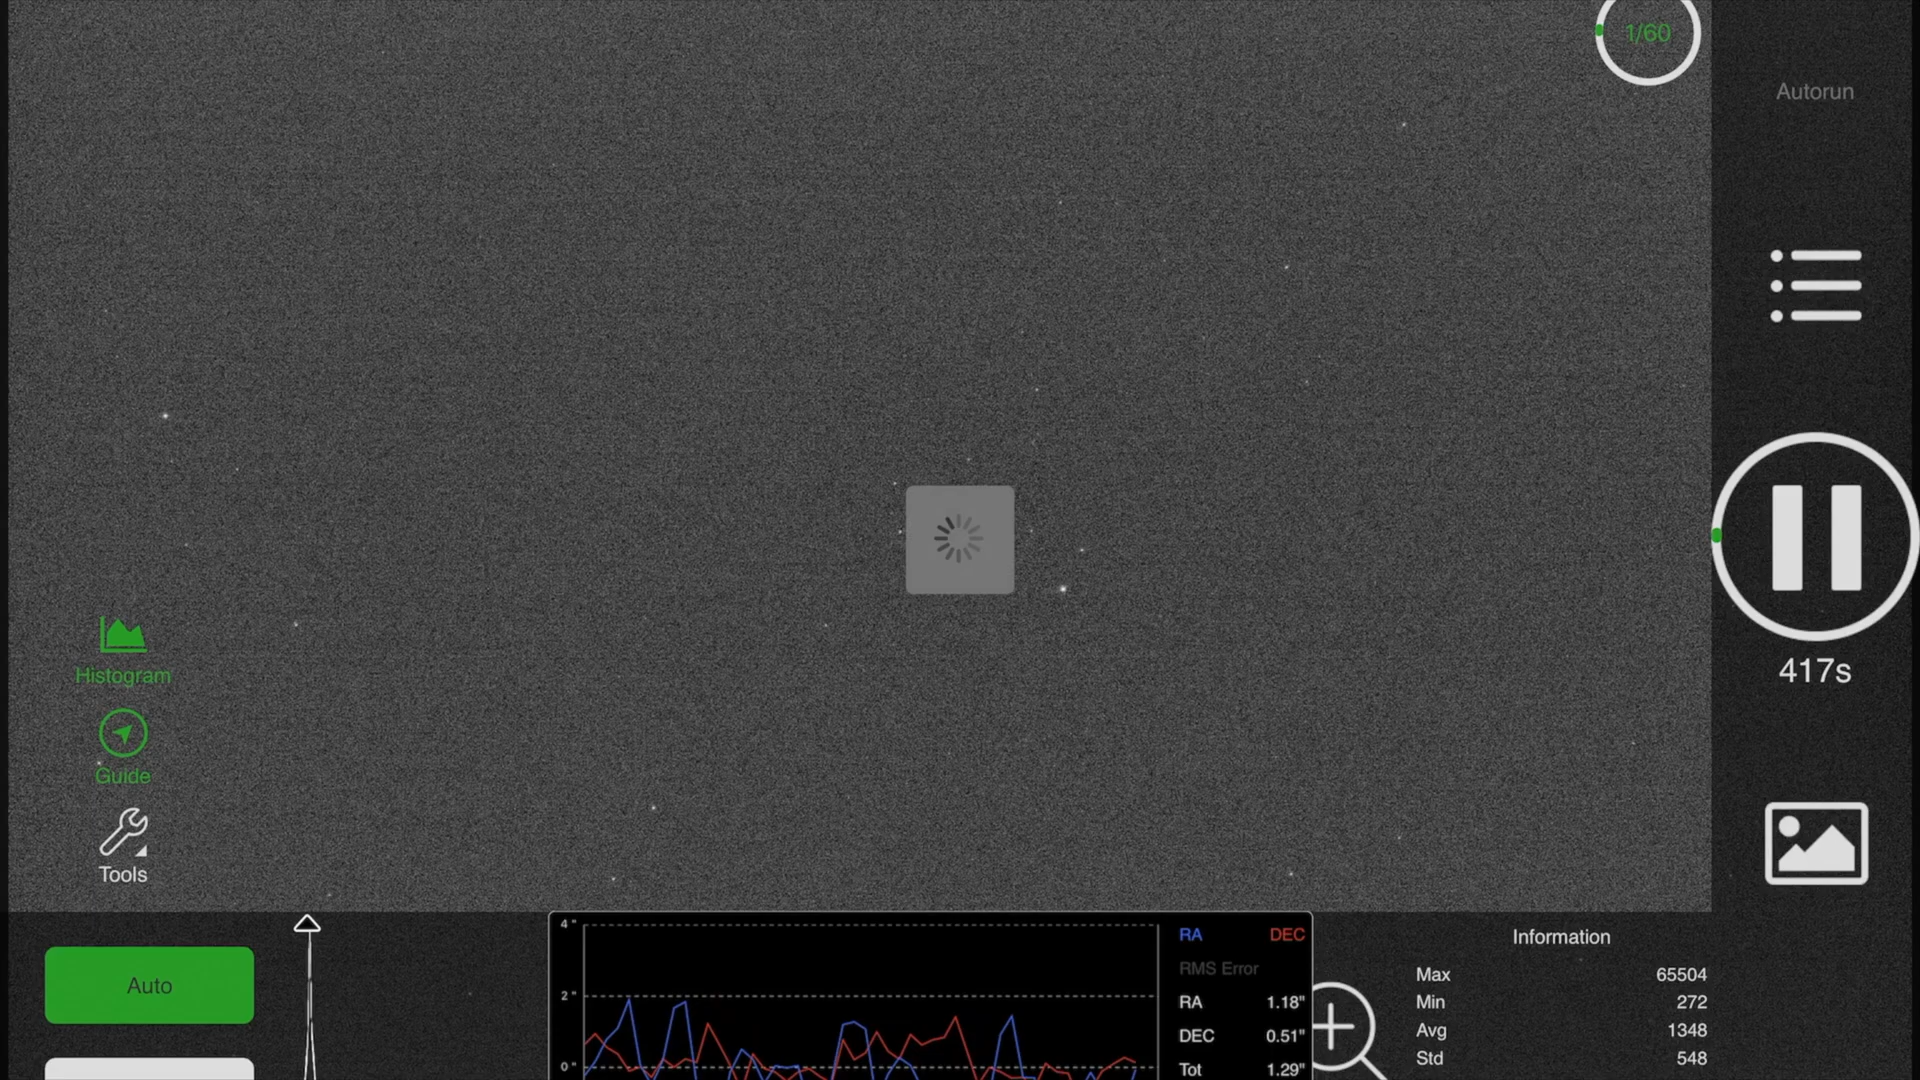 1/60
Autorun
417s
Histogram
Guide
Tools
Auto
4"
2"
0"
RA DEC
RMS Error
RA 1.18"
DEC 0.51"
Tot 1.29"
Information
Max 65504
Min 272
Avg 1348
Std 548